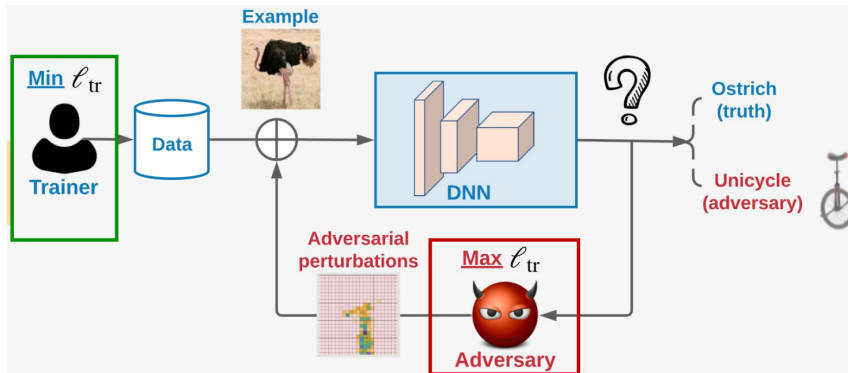 Example
Min ℓ tr
Trainer
Data
DNN
?
Ostrich
(truth)
Unicycle
(adversary)
Adversarial
perturbations
Max ℓ tr
Adversary